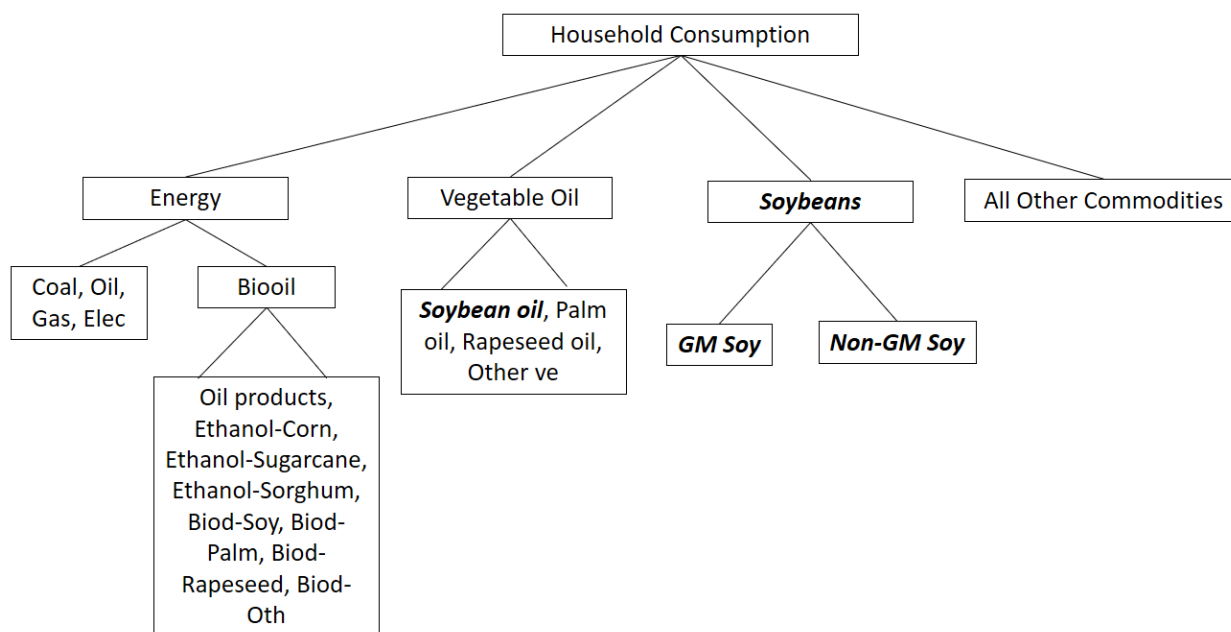 Household Consumption
Energy
Vegetable Oil
Soybeans
All Other Commodities
Coal, Oil,
Gas, Elec
Biooil
Soybean oil, Palm
oil, Rapeseed oil,
Other ve
GM Soy
Non-GM Soy
Oil products,
Ethanol-Corn,
Ethanol-Sugarcane,
Ethanol-Sorghum,
Biod-Soy, Biod-
Palm, Biod-
Rapeseed, Biod-
Oth